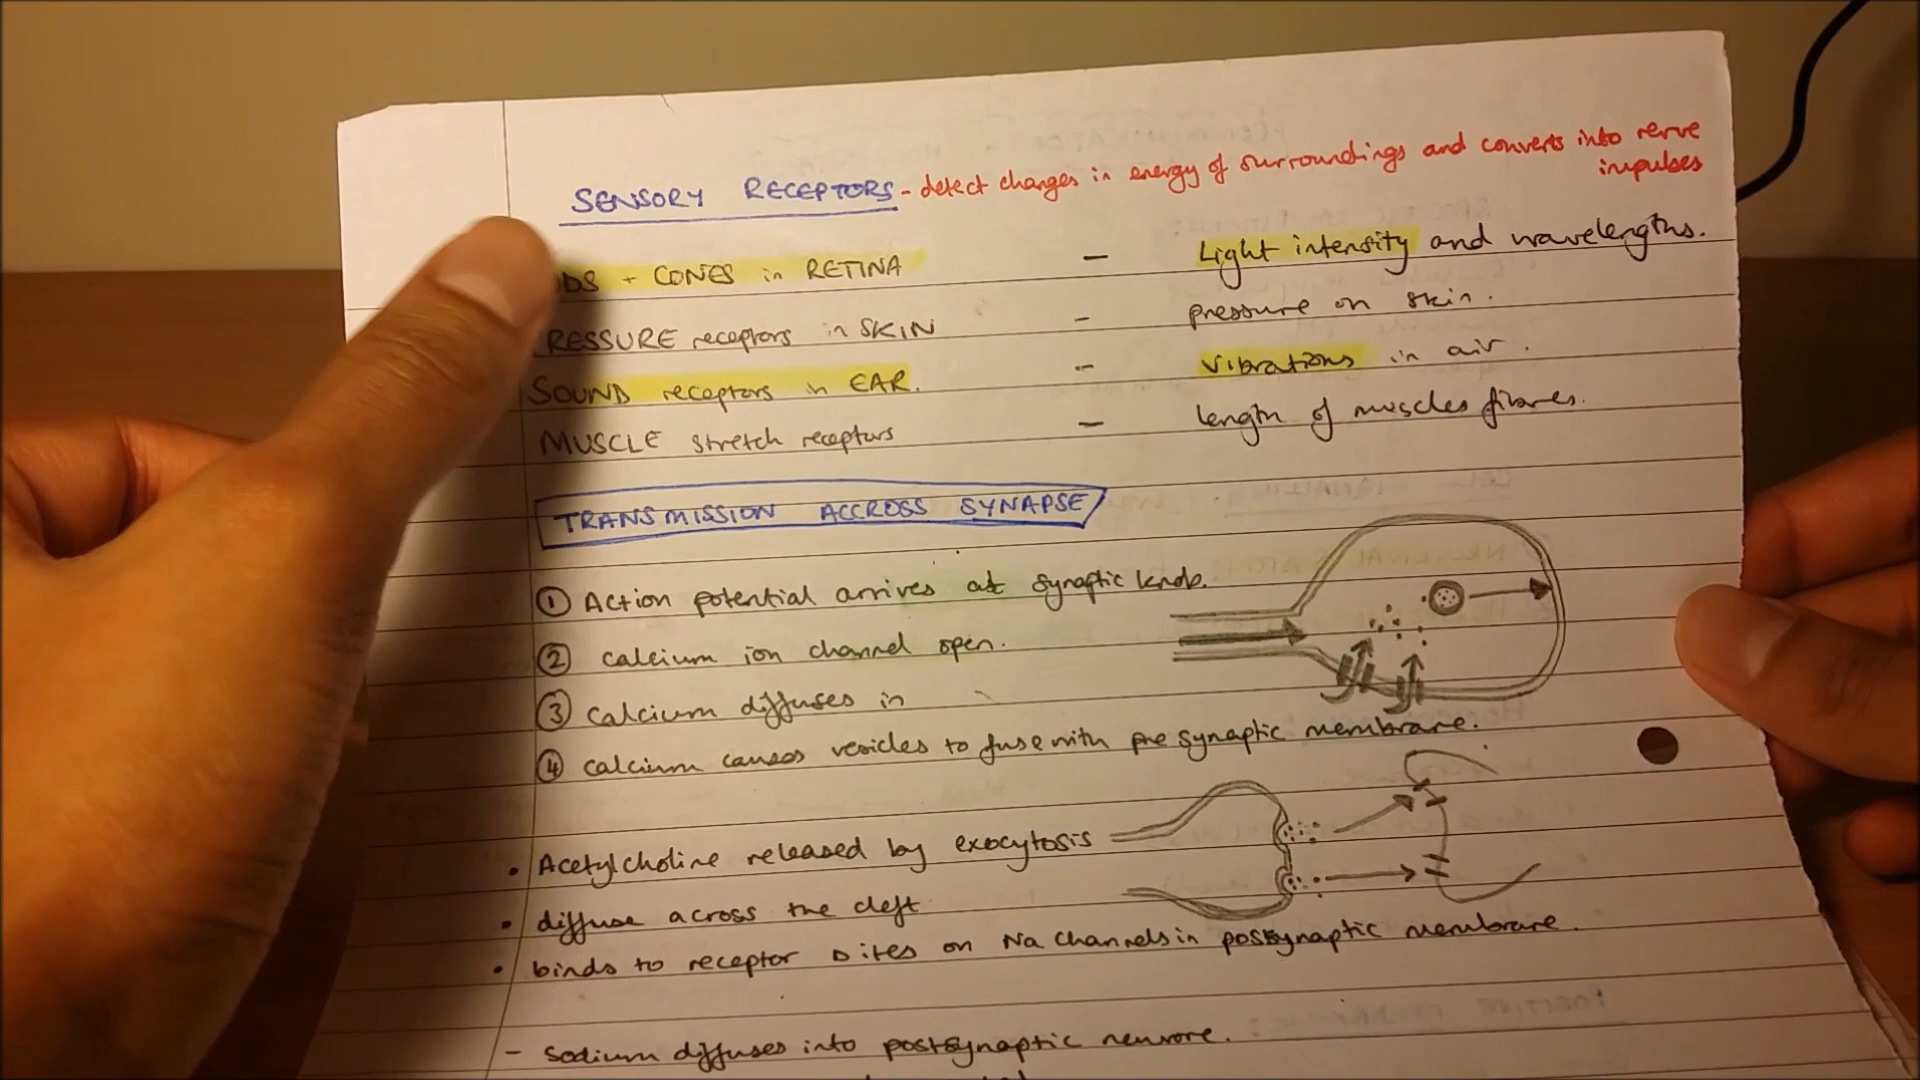 SENSORY RECEPTORS - detect changes in energy of surroundings and converts into nerve
impulses
DS + CONES in RETINA - Light intensity and wavelengths.
RESSURE receptors in SKIN - pressure on skin.
SOUND receptors in EAR. - Vibrations in air.
MUSCLE stretch receptors - length of muscles fibres.
TRANSMISSION ACCROSS SYNAPSE
① Action potential arrives at synaptic knob.
② calcium ion channel open.
③ calcium diffuses in
④ calcium causes vesicles to fuse with pre synaptic membrane.
• Acetylcholine released by exocytosis
• diffuse across the cleft
• binds to receptor sites on Na channels in postsynaptic membrane.
- sodium diffuses into postsynaptic neurore.